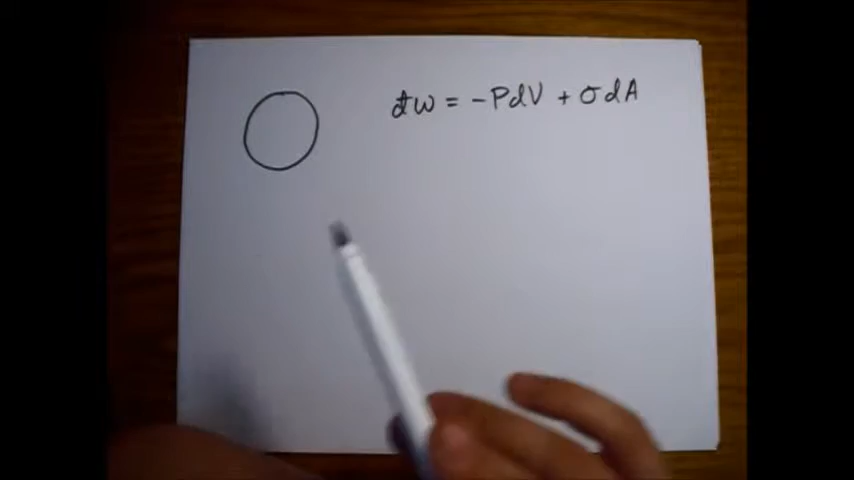 đw = -PdV + σdA